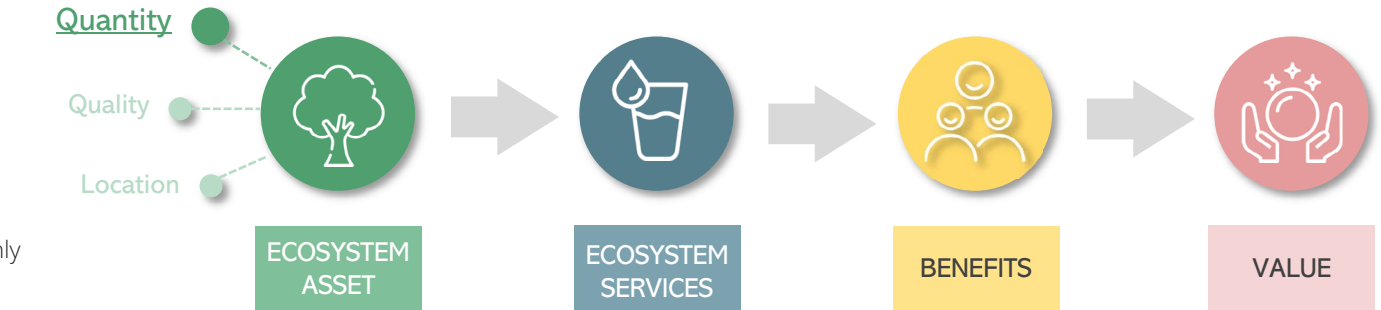 Quantity
Quality
Location
ECOSYSTEM
ASSET
ECOSYSTEM
SERVICES
BENEFITS
VALUE